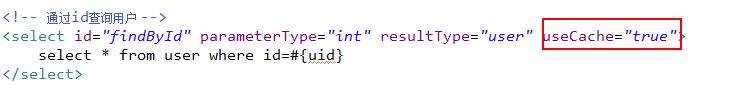 <!-- 通过id查询用户 -->
<select id="findById" parameterType="int" resultType="user" useCache="true">
select * from user where id=#{uid}
</select>